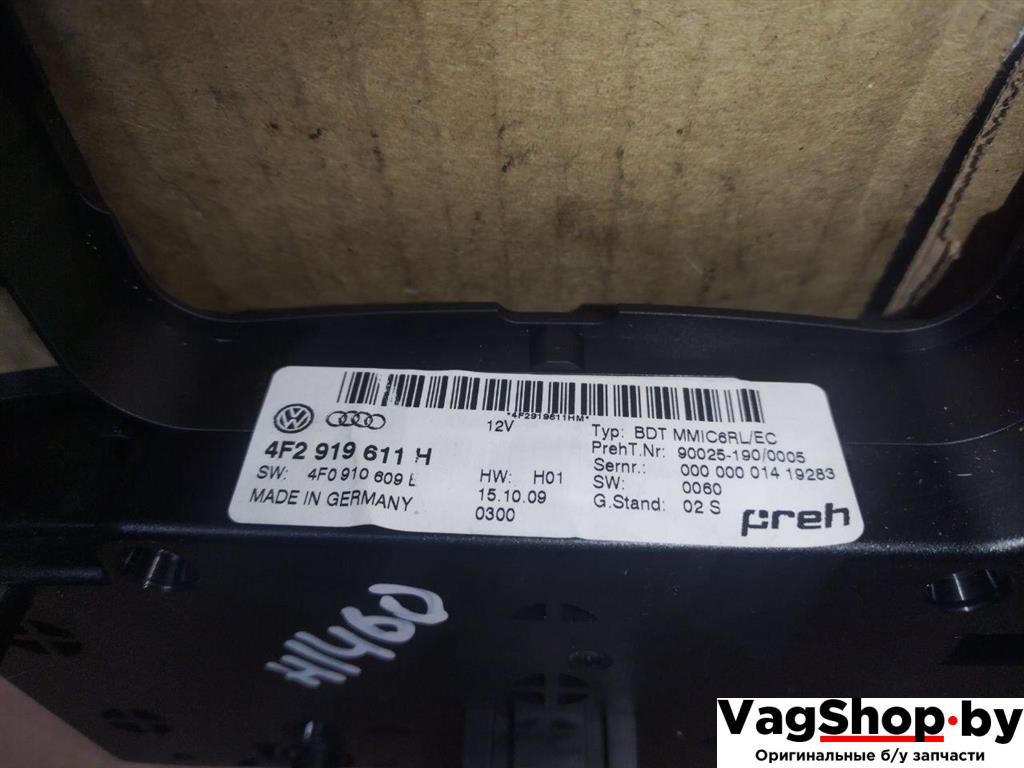 *4F2919611HM*
4F2 919 611 H
SW: 4F0 910 609 L
MADE IN GERMANY
12V
HW: H01
15.10.09
0300
Typ: BDT MMIC6RL/EC
PrehT.Nr: 90025-190/0005
Sernr.: 000 000 014 19283
SW: 0060
G.Stand: 02 S
preh
H1460
VagShop.by
Оригинальные б/у запчасти